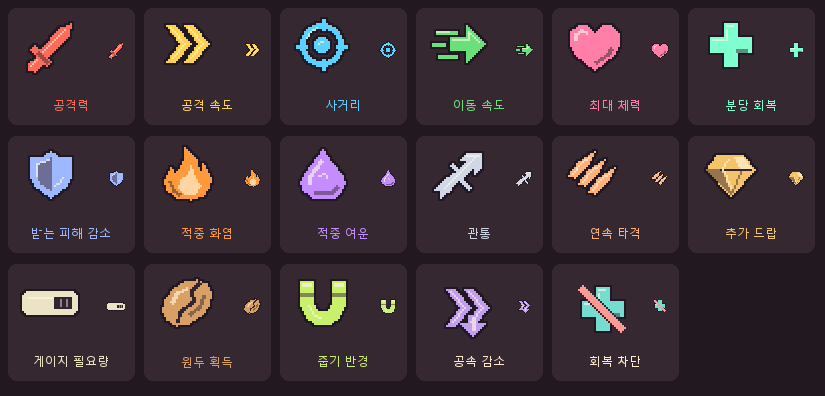 공격력
공격 속도
사거리
이동 속도
최대 체력
분당 회복
받는 피해 감소
적중 화염
적중 여운
관통
연속 타격
추가 드랍
게이지 필요량
원두 획득
줍기 반경
공속 감소
회복 차단